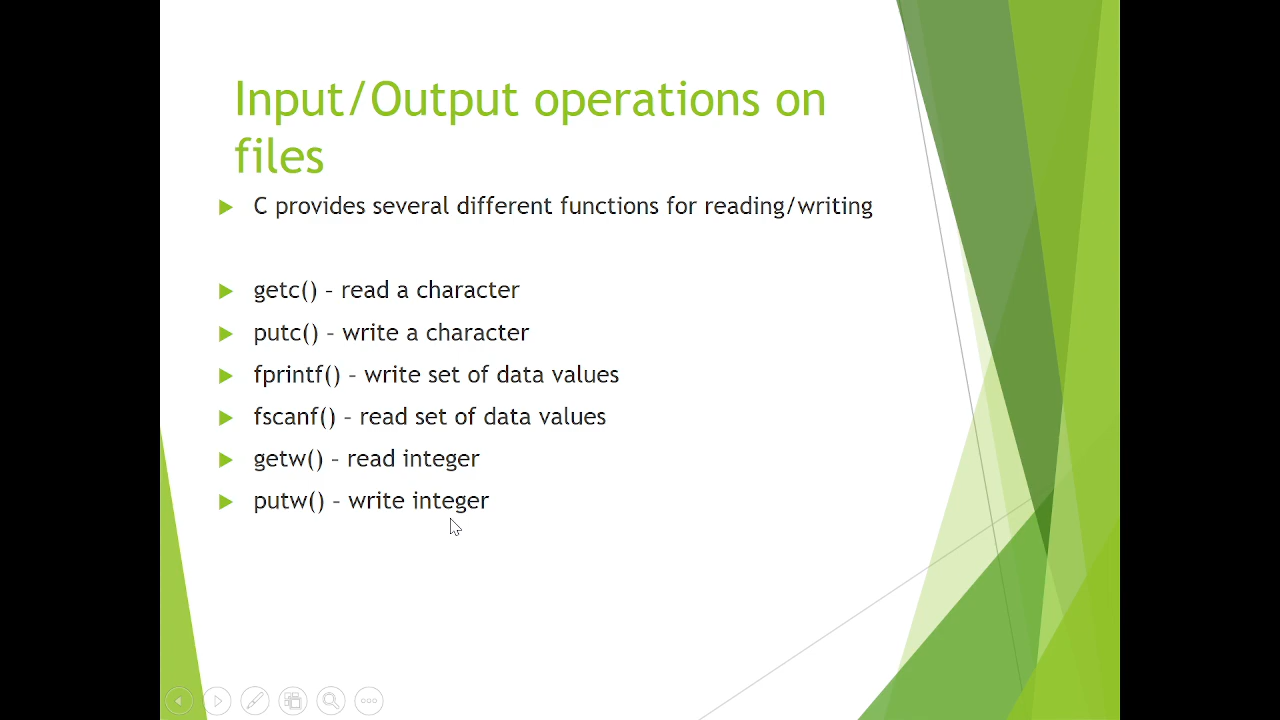 Input/Output operations on
files
C provides several different functions for reading/writing
getc() – read a character
putc() – write a character
fprintf() – write set of data values
fscanf() – read set of data values
getw() – read integer
putw() – write integer